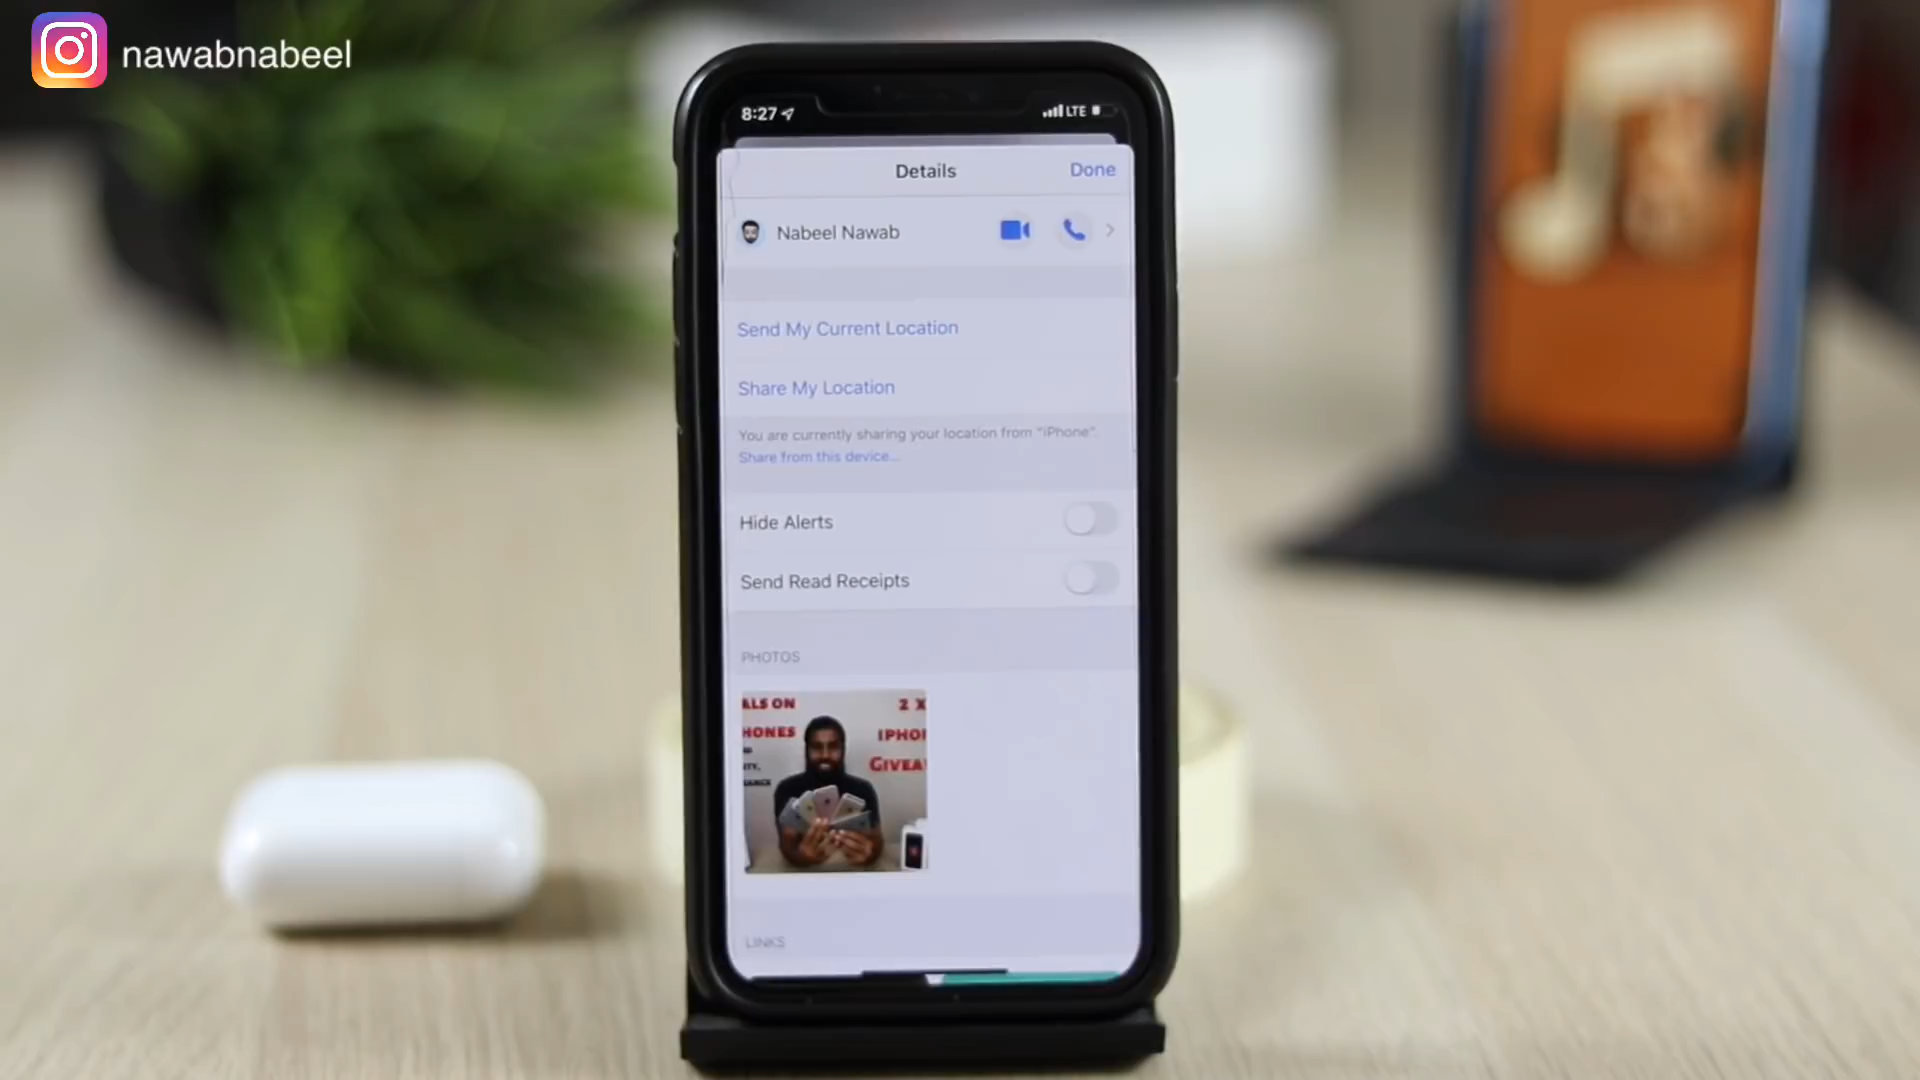 nawabnabeel
8:27
LTE
Details
Done
Nabeel Nawab
Send My Current Location
Share My Location
You are currently sharing your location from "iPhone".
Share from this device...
Hide Alerts
Send Read Receipts
PHOTOS
ALS ON
2 X
HONES
IPHO
GIVEA
LINKS